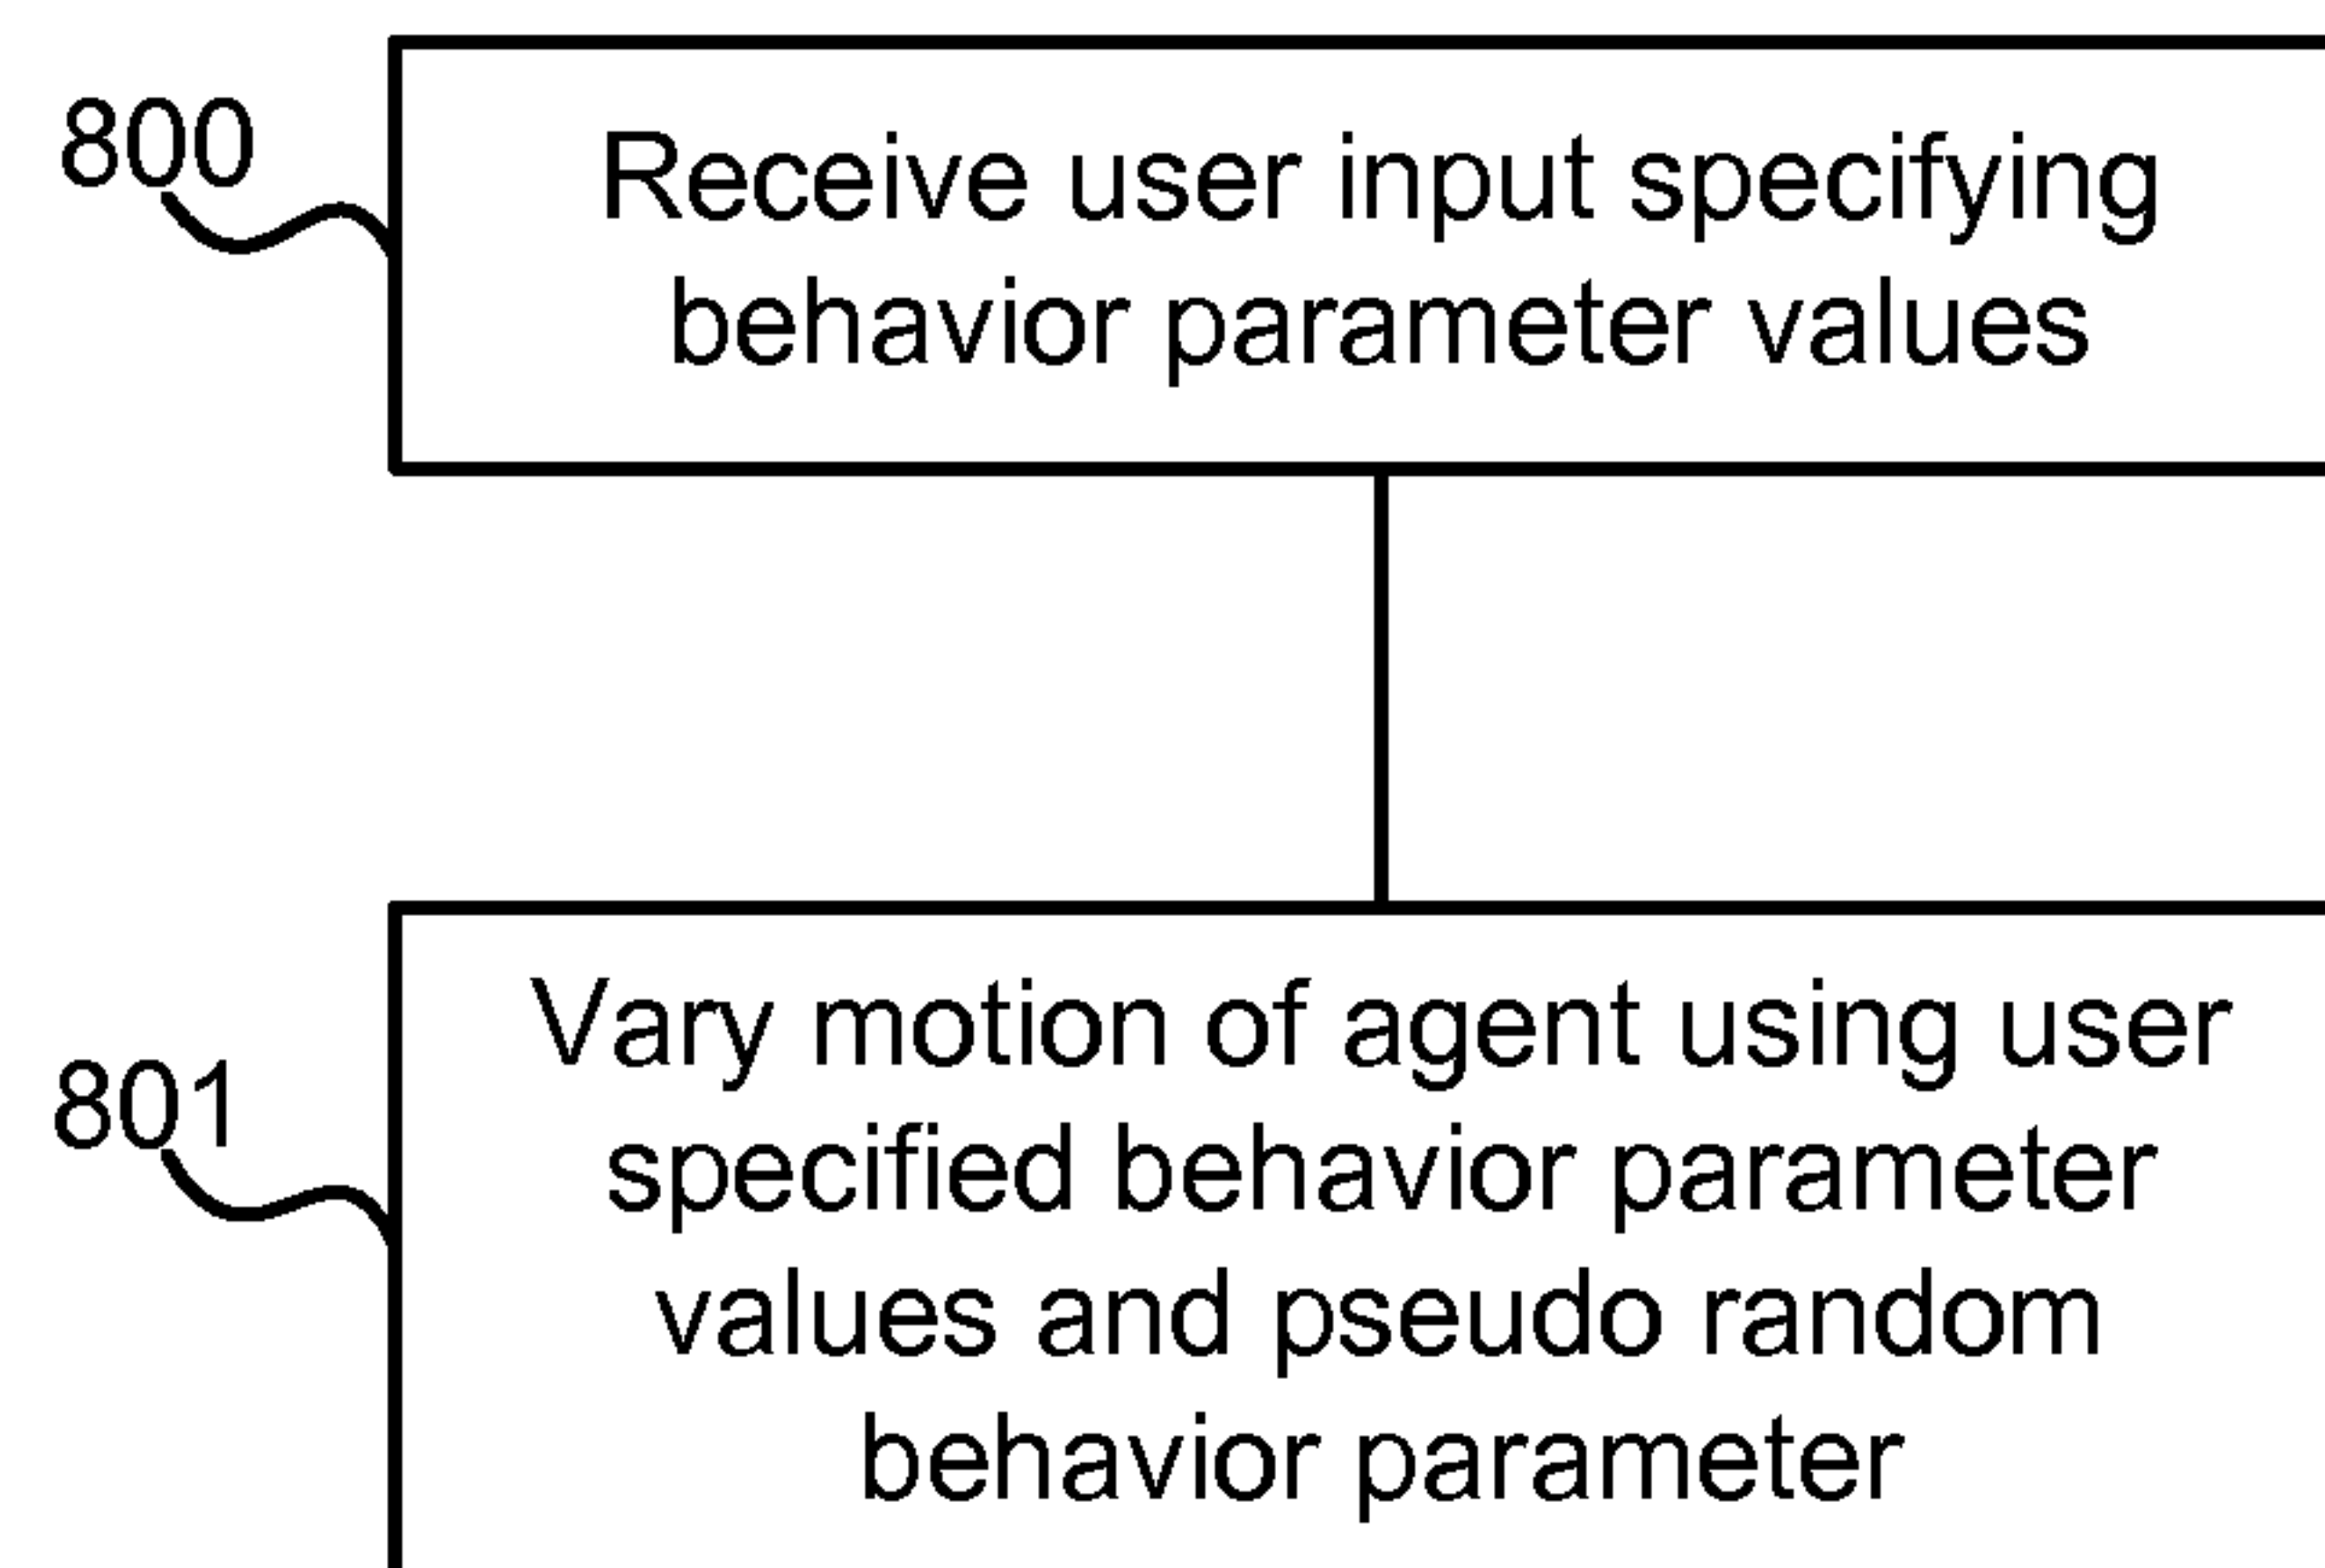 800
Receive user input specifying
behavior parameter values
801
Vary motion of agent using user
specified behavior parameter
values and pseudo random
behavior parameter